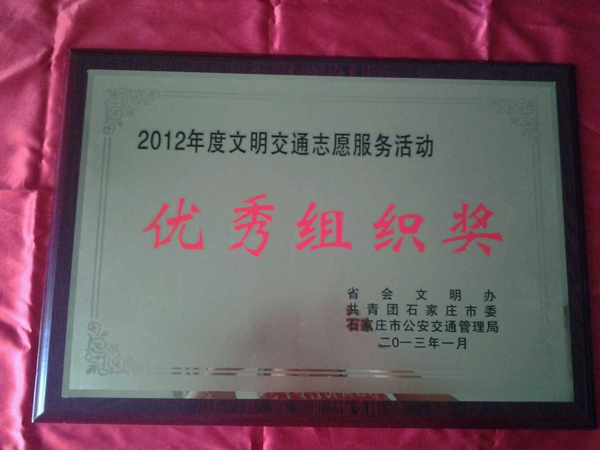 2012年度文明交通志愿服务活动
优秀组织奖
省会文明办
共青团石家庄市委
石家庄市公安交通管理局
二0一三年一月